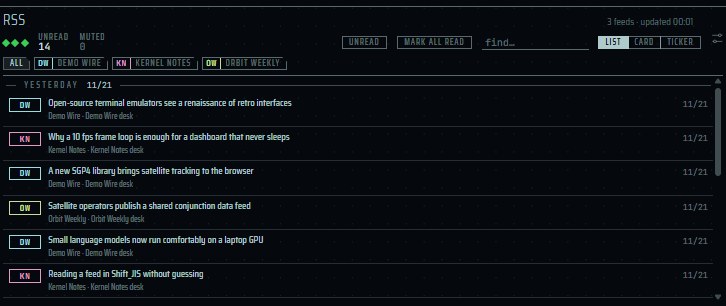 RSS
3 feeds · updated 00:01
UNREAD MUTED
14 0
UNREAD MARK ALL READ find… LIST CARD TICKER
ALL DW DEMO WIRE KN KERNEL NOTES OW ORBIT WEEKLY
YESTERDAY 11/21
DW Open-source terminal emulators see a renaissance of retro interfaces 11/21
Demo Wire · Demo Wire desk
KN Why a 10 fps frame loop is enough for a dashboard that never sleeps 11/21
Kernel Notes · Kernel Notes desk
DW A new SGP4 library brings satellite tracking to the browser 11/21
Demo Wire · Demo Wire desk
OW Satellite operators publish a shared conjunction data feed 11/21
Orbit Weekly · Orbit Weekly desk
DW Small language models now run comfortably on a laptop GPU 11/21
Demo Wire · Demo Wire desk
KN Reading a feed in Shift_JIS without guessing 11/21
Kernel Notes · Kernel Notes desk